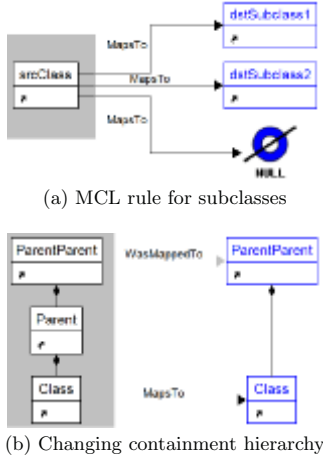 dstSubclass1
MapsTo
srcClass
MapsTo
dstSubclass2
MapsTo
NULL
(a) MCL rule for subclasses
ParentParent
WasMappedTo
ParentParent
Parent
Class
MapsTo
Class
(b) Changing containment hierarchy